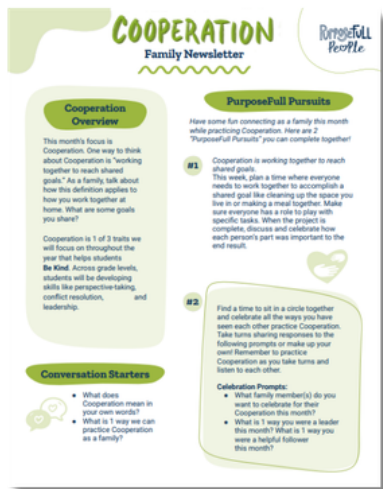 COOPERATION
Family Newsletter
PURPOSEFULL
PEOPLE
Cooperation
Overview
This month's focus is
Cooperation. One way to think
about Cooperation is "working
together to reach shared
goals." As a family, talk about
how this definition applies to
how you work together at
home. What are some goals
you share?
Cooperation is 1 of 3 traits we
will focus on throughout the
year that helps students
Be Kind. Across grade levels,
students will be developing
skills like perspective-taking,
conflict resolution, and
leadership.
Conversation Starters
• What does
Cooperation mean in
your own words?
• What is 1 way we can
practice Cooperation
as a family?
PurposeFull Pursuits
Have some fun connecting as a family this month
while practicing Cooperation. Here are 2
"PurposeFull Pursuits" you can complete together!
#1
Cooperation is working together to reach
shared goals.
This week, plan a time where everyone
needs to work together to accomplish a
shared goal like cleaning up the space you
live in or making a meal together. Make
sure everyone has a role to play with
specific tasks. When the project is
complete, discuss and celebrate how
each person's part was important to the
end result.
#2
Find a time to sit in a circle together
and celebrate all the ways you have
seen each other practice Cooperation.
Take turns sharing responses to the
following prompts or make up your
own! Remember to practice
Cooperation as you take turns and
listen to each other.
Celebration Prompts:
• What family member(s) do you
want to celebrate for their
Cooperation this month?
• What is 1 way you were a leader
this month? What is 1 way you
were a helpful follower
this month?